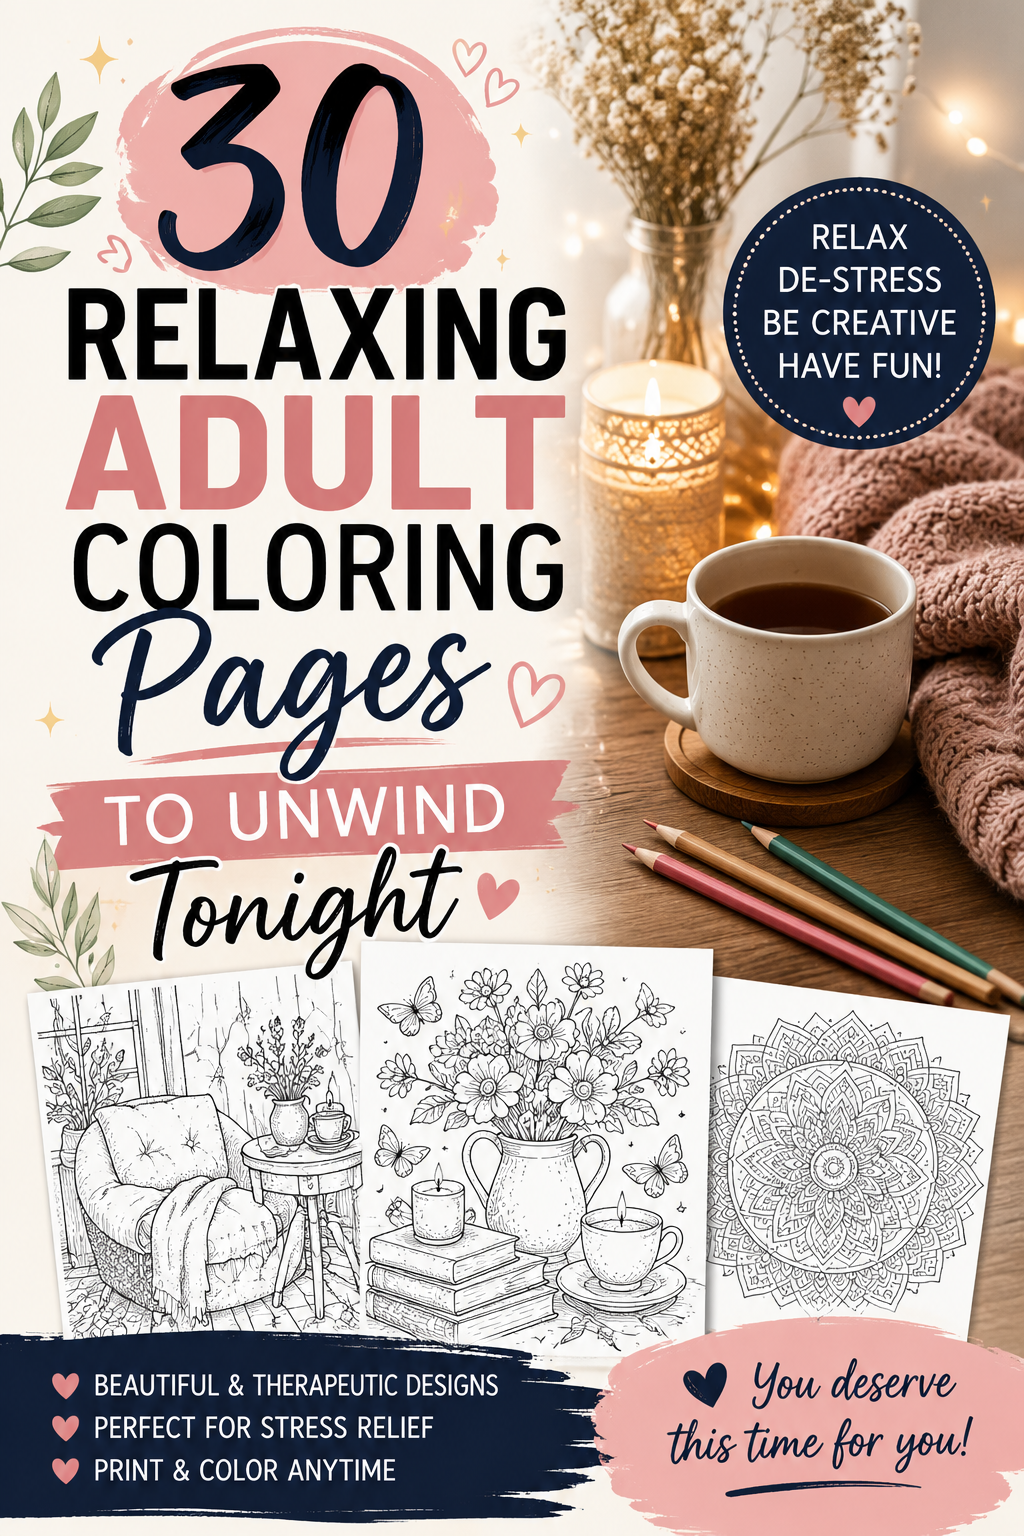 30
RELAXING
ADULT
COLORING
Pages
TO UNWIND
Tonight
RELAX
DE-STRESS
BE CREATIVE
HAVE FUN!
BEAUTIFUL & THERAPEUTIC DESIGNS
PERFECT FOR STRESS RELIEF
PRINT & COLOR ANYTIME
You deserve
this time for you!